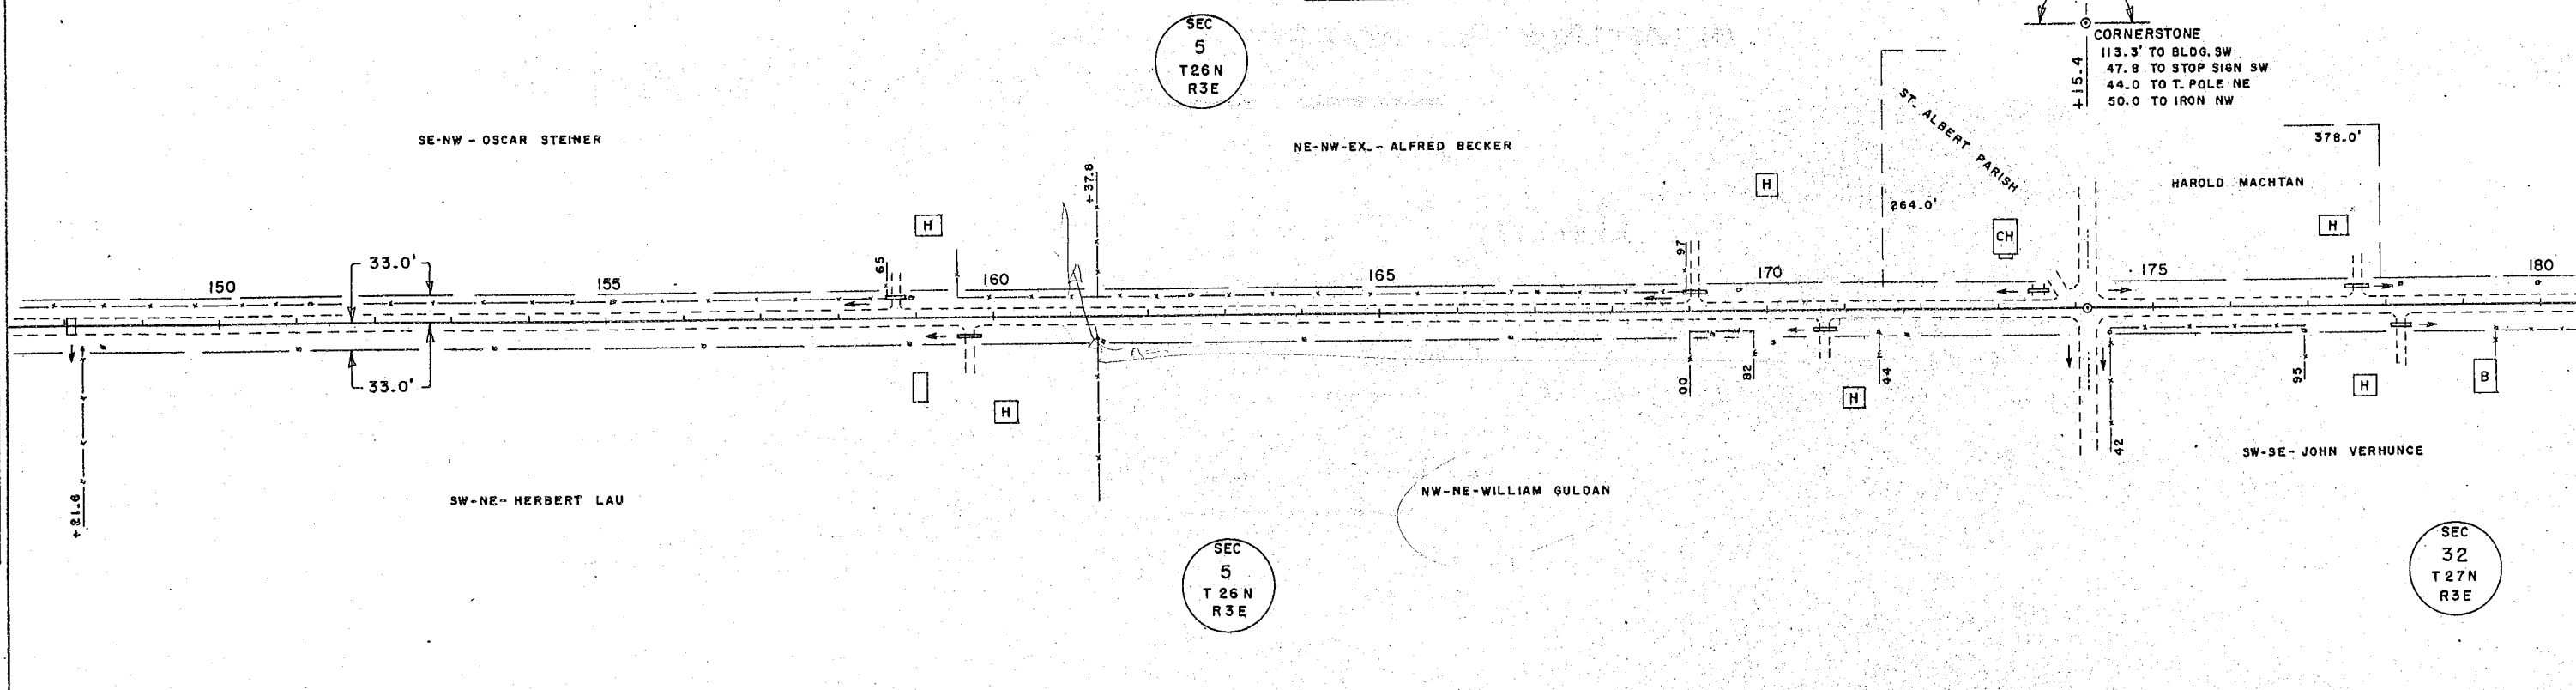 SEC
5
T26N
R3E
CORNERSTONE
113.3' TO BLDG. SW
47.8 TO STOP SIGN SW
44.0 TO T. POLE NE
50.0 TO IRON NW
+15.4
SE-NW - OSCAR STEINER
NE-NW-EX. - ALFRED BECKER
ST. ALBERT PARISH
264.0'
378.0'
HAROLD MACHTAN
+37.8
H
H
H
CH
33.0'
150
155
65
160
165
97
170
175
180
33.0'
H
00
82
H
44
42
95
H
B
+21.6
SW-NE- HERBERT LAU
NW-NE-WILLIAM GULDAN
SW-SE- JOHN VERHUNCE
SEC
5
T 26 N
R3E
SEC
32
T 27N
R3E